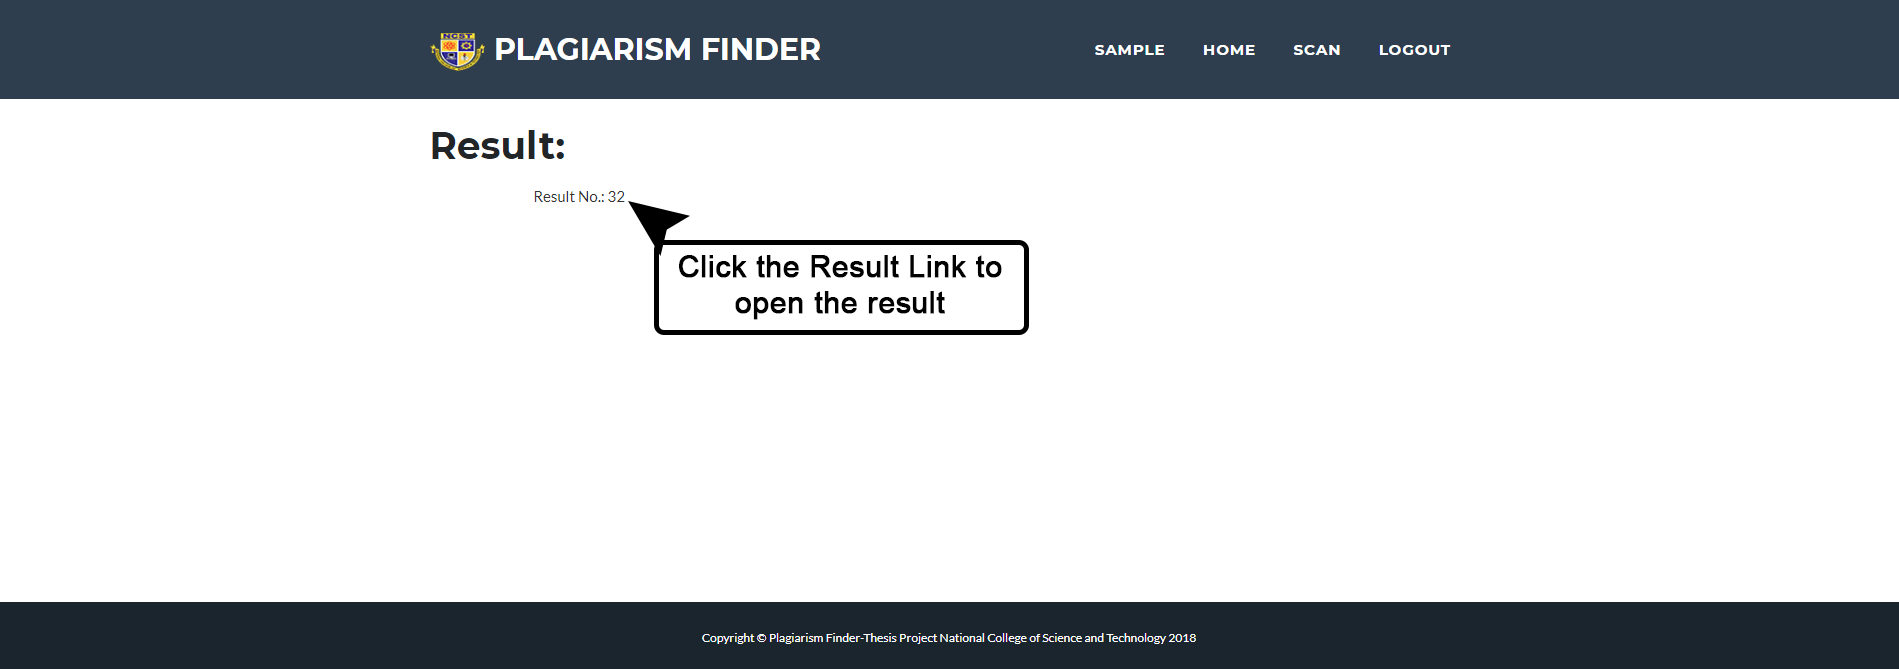 NCST
PLAGIARISM FINDER
SAMPLE HOME SCAN LOGOUT
Result:
Result No.: 32
Click the Result Link to
open the result
Copyright © Plagiarism Finder-Thesis Project National College of Science and Technology 2018